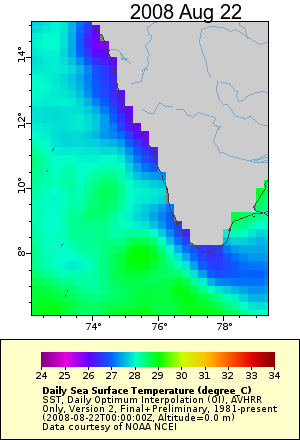 2008 Aug 22
14°
12°
10°
8°
74° 76° 78°
24 25 26 27 28 29 30 31 32 33 34
Daily Sea Surface Temperature (degree_C)
SST, Daily Optimum Interpolation (OI), AVHRR
Only, Version 2, Final+Preliminary, 1981-present
(2008-08-22T00:00:00Z, Altitude=0.0 m)
Data courtesy of NOAA NCEI